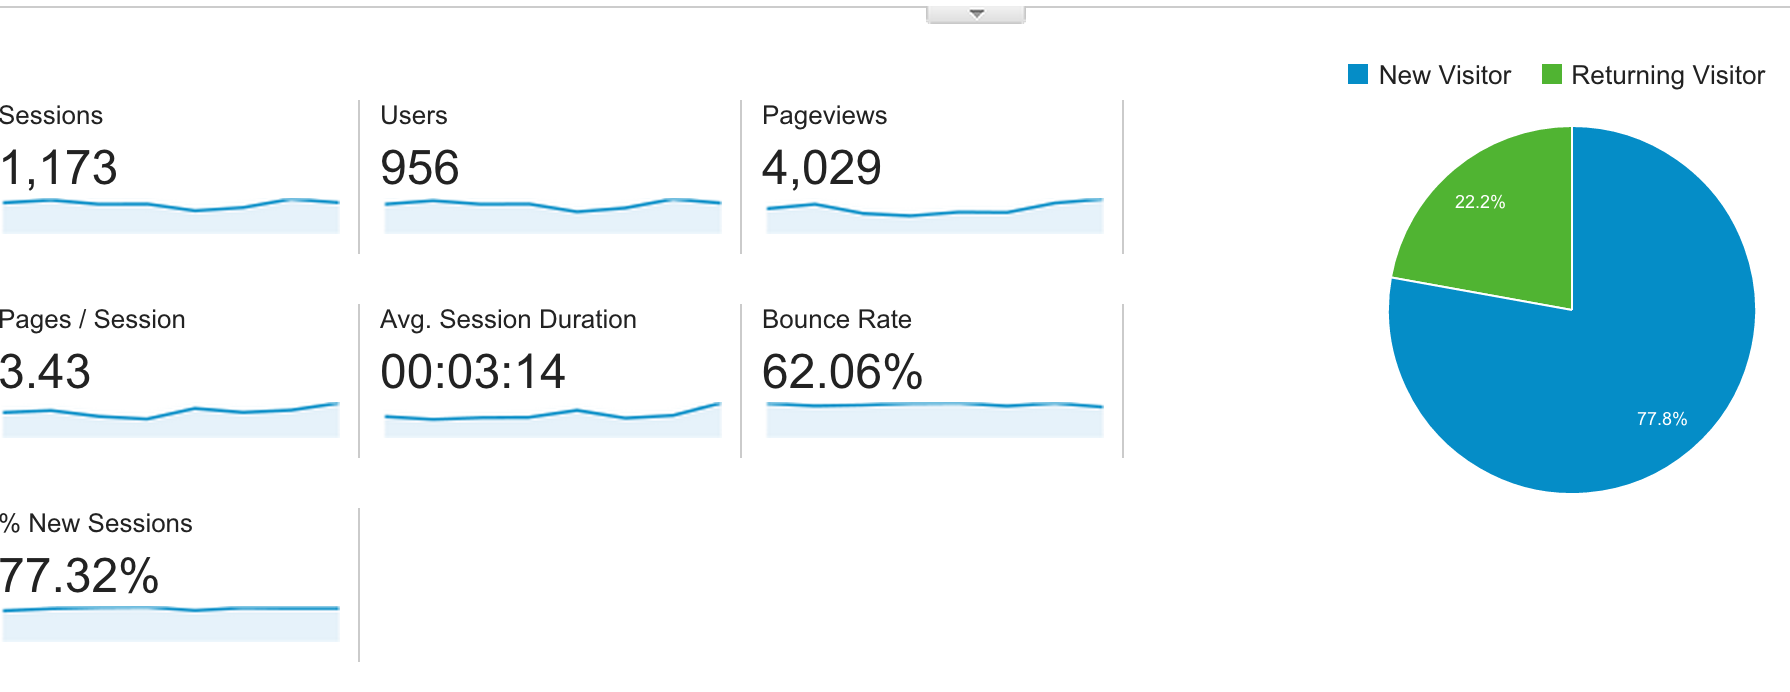 New Visitor Returning Visitor
Sessions
1,173
Users
956
Pageviews
4,029
22.2%
77.8%
Pages / Session
3.43
Avg. Session Duration
00:03:14
Bounce Rate
62.06%
% New Sessions
77.32%